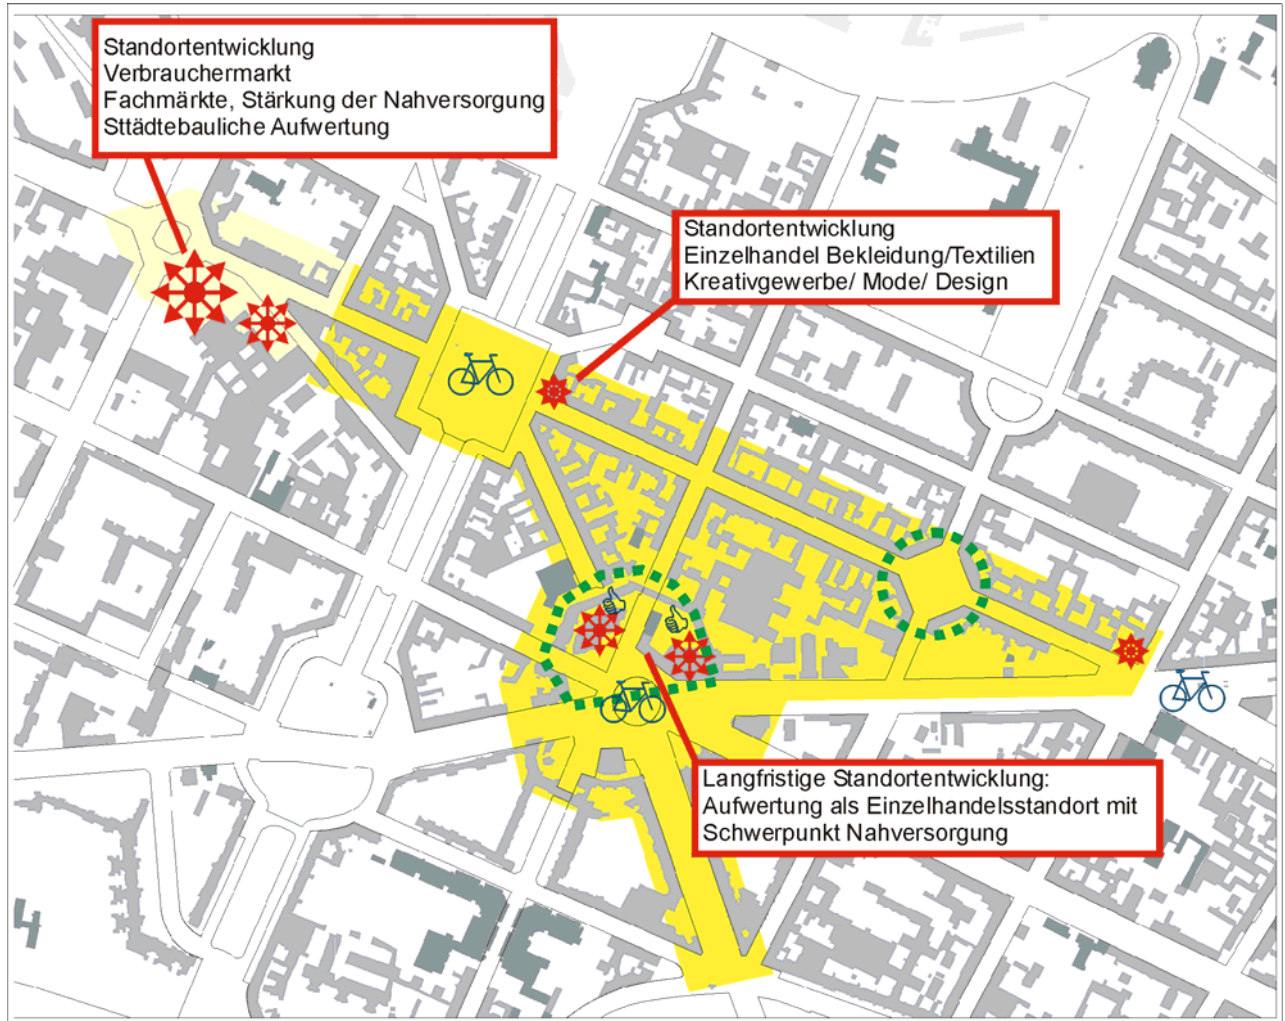 Standortentwicklung
Verbrauchermarkt
Fachmärkte, Stärkung der Nahversorgung
Sttädtebauliche Aufwertung
Standortentwicklung
Einzelhandel Bekleidung/Textilien
Kreativgewerbe/ Mode/ Design
Langfristige Standortentwicklung:
Aufwertung als Einzelhandelsstandort mit
Schwerpunkt Nahversorgung